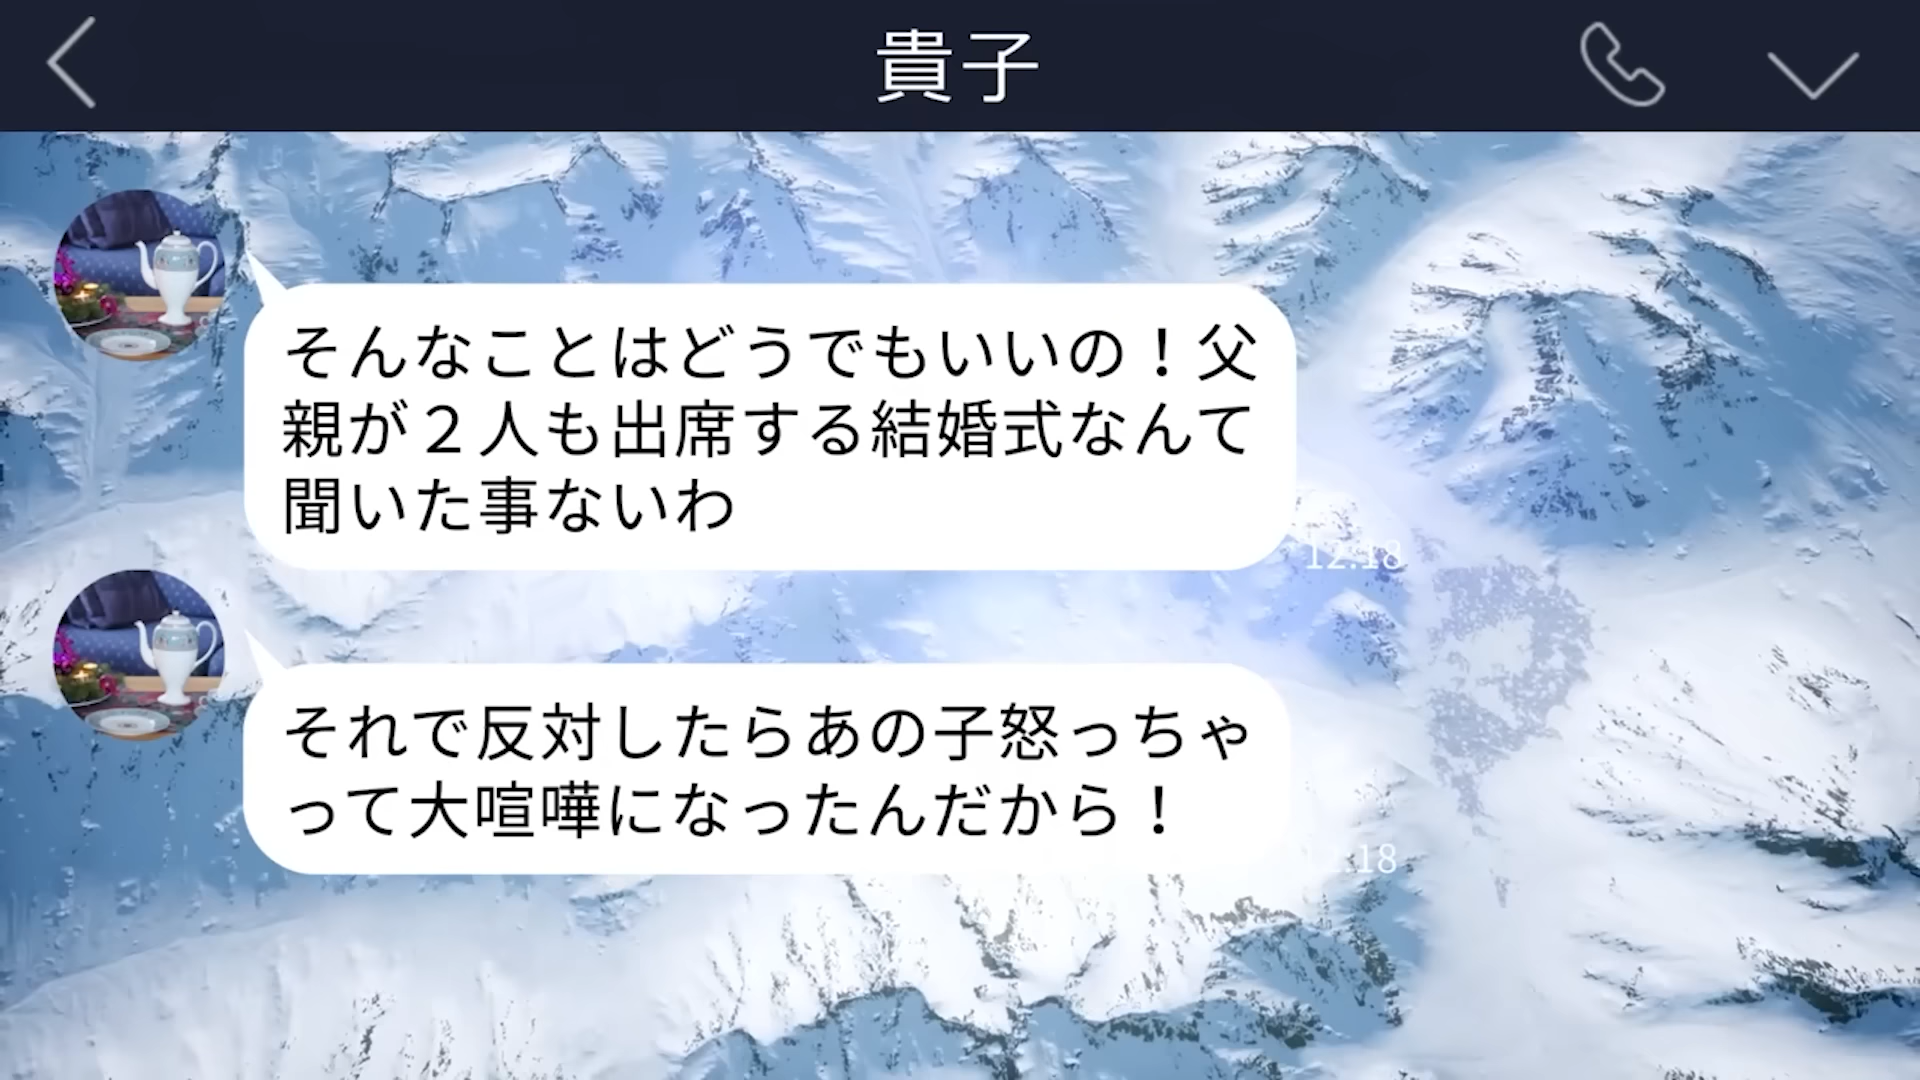 貴子
そんなことはどうでもいいの！父
親が２人も出席する結婚式なんて
聞いた事ないわ
12:18
それで反対したらあの子怒っちゃ
って大喧嘩になったんだから！
12:18